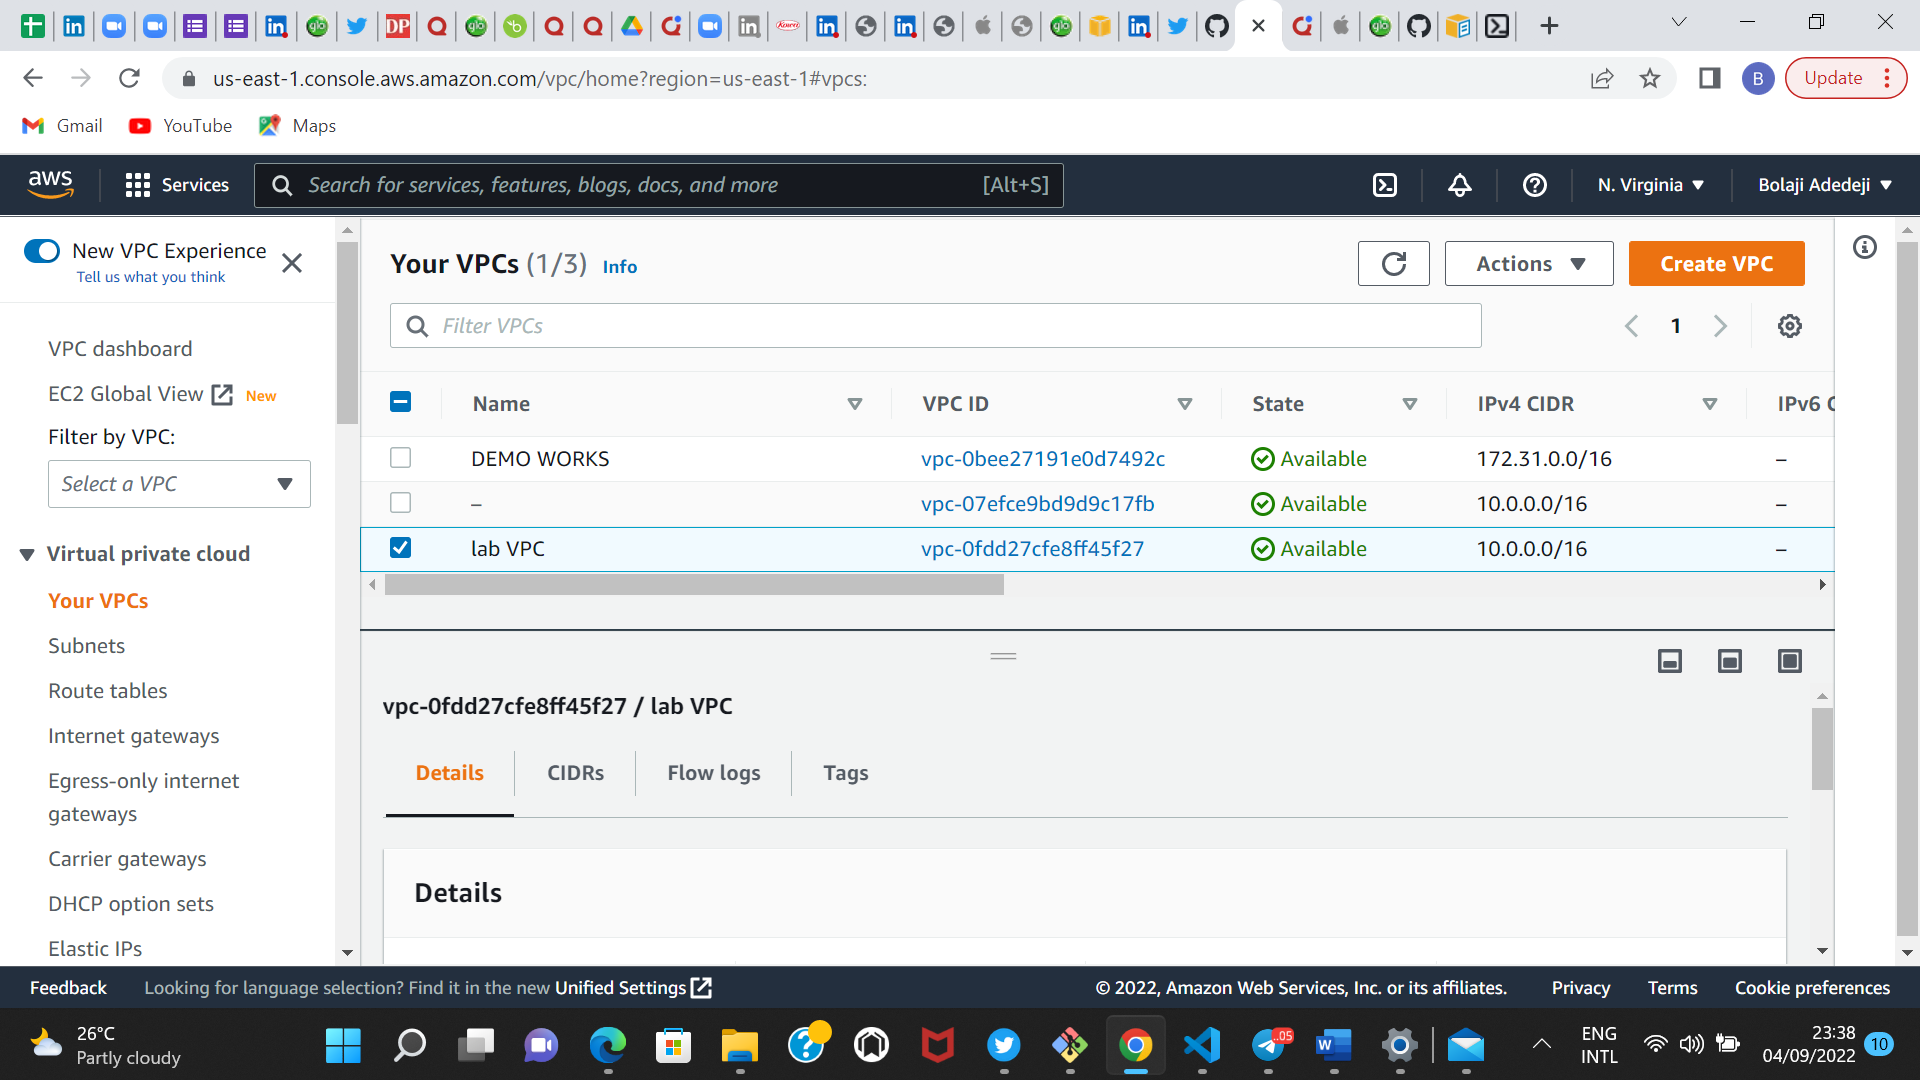 us-east-1.console.aws.amazon.com/vpc/home?region=us-east-1#vpcs:
B
Update
Gmail
YouTube
Maps
aws
Services
Search for services, features, blogs, docs, and more
[Alt+S]
N. Virginia
Bolaji Adedeji
New VPC Experience
Tell us what you think
VPC dashboard
EC2 Global View New
Filter by VPC:
Select a VPC
Virtual private cloud
Your VPCs
Subnets
Route tables
Internet gateways
Egress-only internet
gateways
Carrier gateways
DHCP option sets
Elastic IPs
Your VPCs (1/3) Info
Actions
Create VPC
Filter VPCs
1
Name VPC ID State IPv4 CIDR IPv6 C
DEMO WORKS vpc-0bee27191e0d7492c Available 172.31.0.0/16 –
– vpc-07efce9bd9d9c17fb Available 10.0.0.0/16 –
lab VPC vpc-0fdd27cfe8ff45f27 Available 10.0.0.0/16 –
vpc-0fdd27cfe8ff45f27 / lab VPC
Details CIDRs Flow logs Tags
Details
Feedback Looking for language selection? Find it in the new Unified Settings © 2022, Amazon Web Services, Inc. or its affiliates. Privacy Terms Cookie preferences
26°C
Partly cloudy
ENG
INTL
23:38
04/09/2022
10